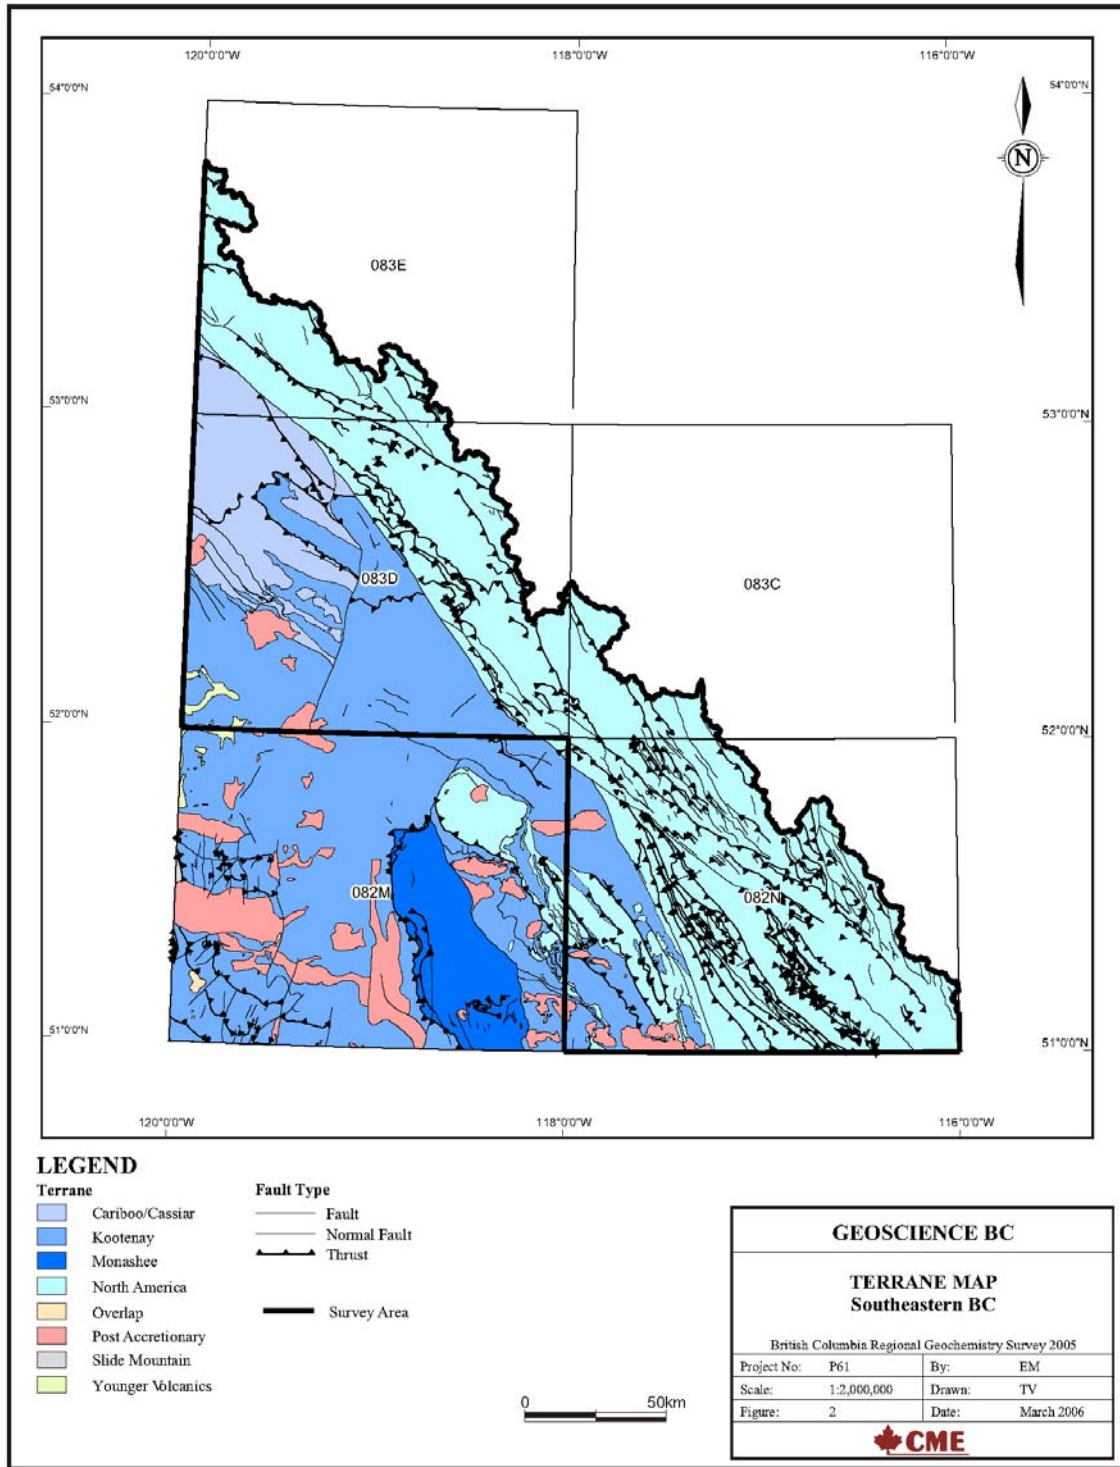 120°0'0"W 118°0'0"W 116°0'0"W
54°0'0"N 54°0'0"N
N
083E
53°0'0"N 53°0'0"N
083D 083C
52°0'0"N 52°0'0"N
082M 082N
51°0'0"N 51°0'0"N
120°0'0"W 118°0'0"W 116°0'0"W
LEGEND
Terrane
Cariboo/Cassiar
Kootenay
Monashee
North America
Overlap
Post Accretionary
Slide Mountain
Younger Volcanics
Fault Type
Fault
Normal Fault
Thrust
Survey Area
0 50km
GEOSCIENCE BC
TERRANE MAP
Southeastern BC
British Columbia Regional Geochemistry Survey 2005
Project No: P61 By: EM
Scale: 1:2,000,000 Drawn: TV
Figure: 2 Date: March 2006
CME